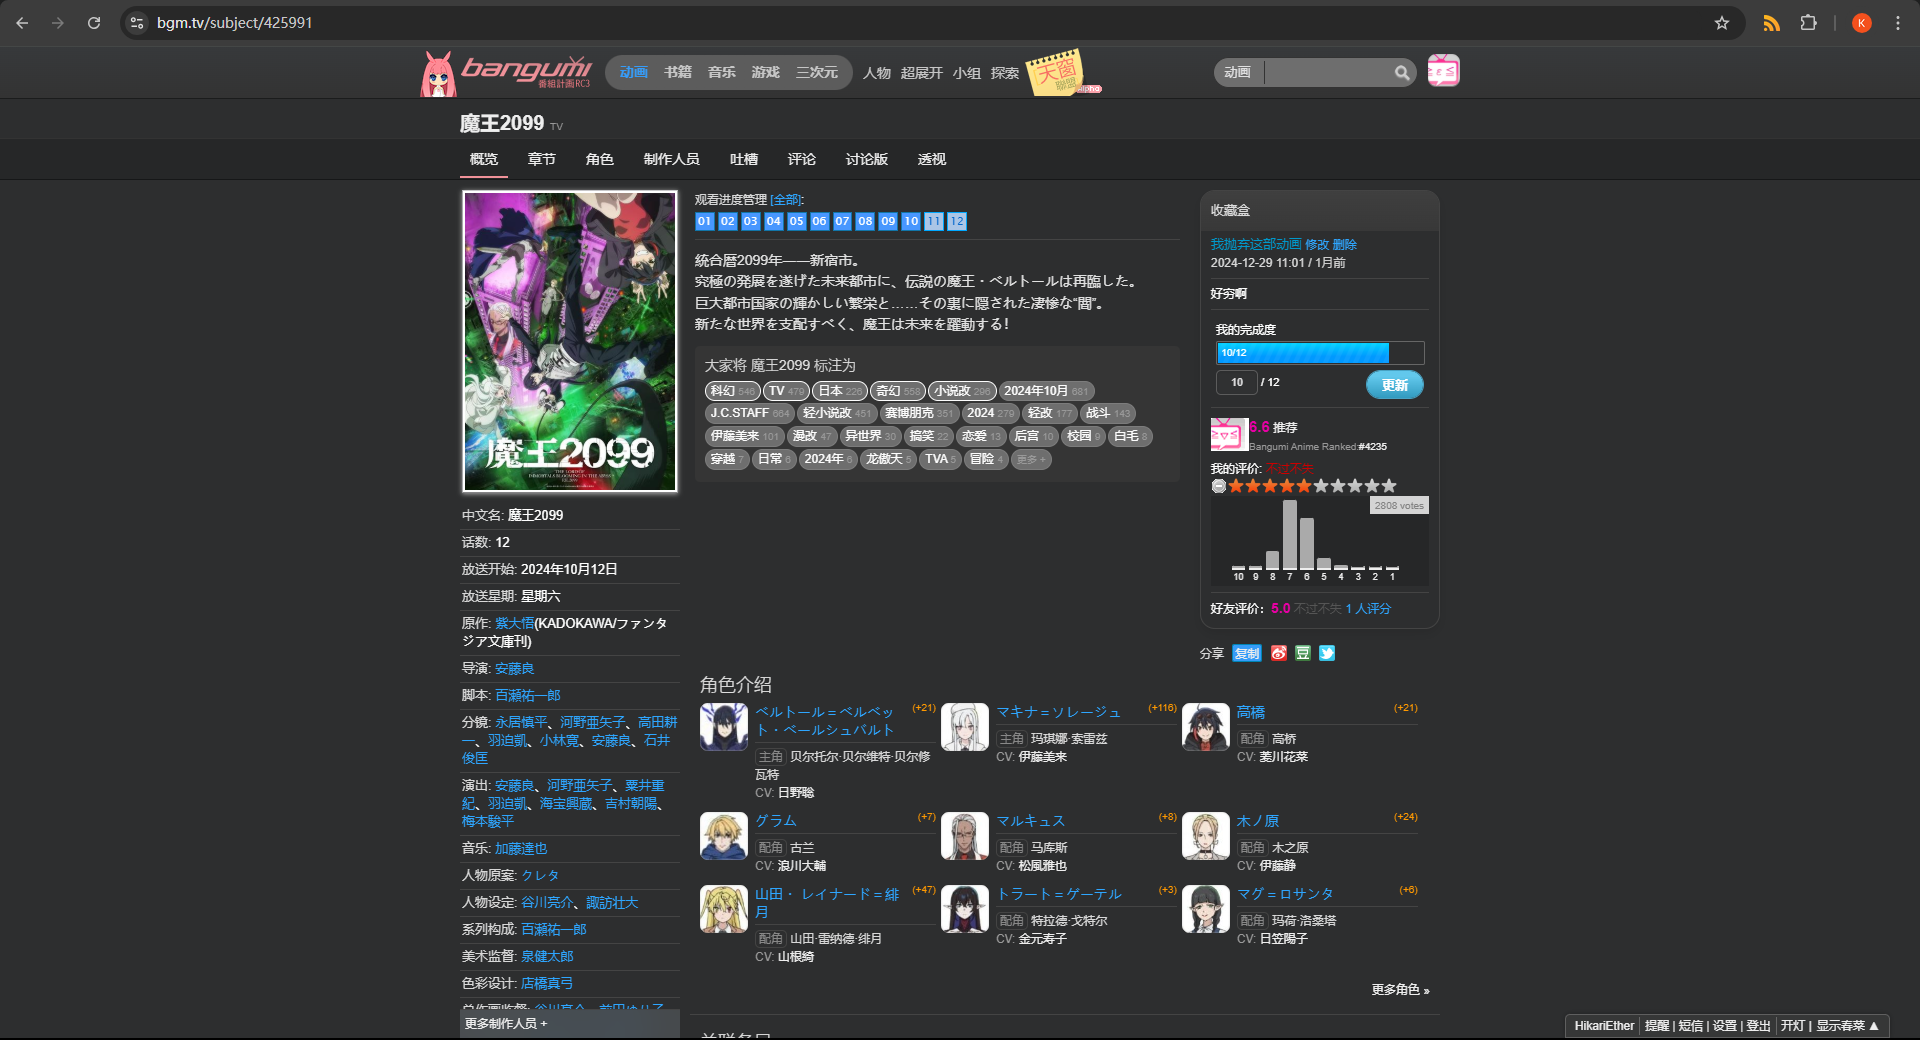 bgm.tv/subject/425991
K
bangumi
番組計画RC3
动画 书籍 音乐 游戏 三次元 人物 超展开 小组 探索
天窗
聯盟
alpha
动画
魔王2099 TV
概览 章节 角色 制作人员 吐槽 评论 讨论版 透视
魔王2099
中文名: 魔王2099
话数: 12
放送开始: 2024年10月12日
放送星期: 星期六
原作: 紫大悟(KADOKAWA/ファンタ
ジア文庫刊)
导演: 安藤良
脚本: 百瀬祐一郎
分镜: 永居慎平、河野亜矢子、高田耕
一、羽迫凱、小林寛、安藤良、石井
俊匡
演出: 安藤良、河野亜矢子、粟井重
紀、羽迫凱、海宝興蔵、吉村朝陽、
梅本駿平
音乐: 加藤達也
人物原案: クレタ
人物设定: 谷川亮介、諏訪壮大
系列构成: 百瀬祐一郎
美术监督: 泉健太郎
色彩设计: 店橋真弓
更多制作人员 +
观看进度管理 [全部]:
01 02 03 04 05 06 07 08 09 10 11 12
統合暦2099年——新宿市。
究極の発展を遂げた未来都市に、伝説の魔王・ベルトールは再臨した。
巨大都市国家の輝かしい繁栄と……その裏に隠された凄惨な“闇”。
新たな世界を支配すべく、魔王は未来を躍動する！
大家将 魔王2099 标注为
科幻 546 TV 479 日本 226 奇幻 558 小说改 296 2024年10月 681
J.C.STAFF 664 轻小说改 451 赛博朋克 351 2024 279 轻改 177 战斗 143
伊藤美来 101 漫改 47 异世界 30 搞笑 22 恋爱 13 后宫 10 校园 9 白毛 8
穿越 7 日常 6 2024年 6 龙傲天 5 TVA 5 冒险 4 更多 +
收藏盒
我抛弃这部动画 修改 删除
2024-12-29 11:01 / 1月前
好穷啊
我的完成度
10/12
10 / 12 更新
6.6 推荐
Bangumi Anime Ranked:#4235
我的评价: 不过不失
2808 votes
10 9 8 7 6 5 4 3 2 1
好友评价: 5.0 不过不失 1 人评分
分享 复制 豆
角色介绍
ベルトール＝ベルベッ (+21)
ト・ベールシュバルト
主角 贝尔托尔·贝尔维特·贝尔修
瓦特
CV: 日野聡
マキナ＝ソレージュ (+116)
主角 玛琪娜·索雷兹
CV: 伊藤美来
高橋 (+21)
配角 高桥
CV: 菱川花菜
グラム (+7)
配角 古兰
CV: 浪川大輔
マルキュス (+8)
配角 马库斯
CV: 松風雅也
木ノ原 (+24)
配角 木之原
CV: 伊藤静
山田・ レイナード＝緋 (+47)
月
配角 山田·雷纳德·绯月
CV: 山根綺
トラート＝ゲーテル (+3)
配角 特拉德·戈特尔
CV: 金元寿子
マグ＝ロサンタ (+6)
配角 玛荷·洛桑塔
CV: 日笠陽子
更多角色 »
HikariEther 提醒 | 短信 | 设置 | 登出 开灯 | 显示春菜 ▲